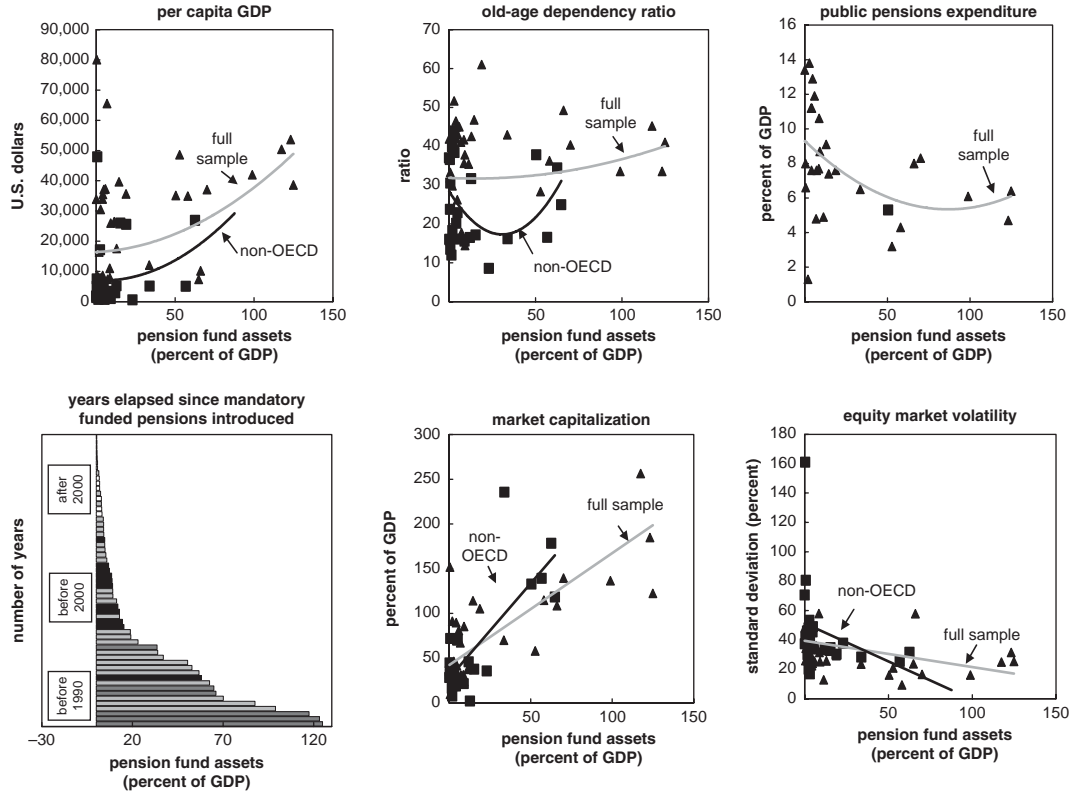 per capita GDP
90,000
80,000
70,000
60,000
50,000
40,000
30,000
20,000
10,000
0
U.S. dollars
full
sample
non-OECD
50
100
150
pension fund assets
(percent of GDP)
old-age dependency ratio
70
60
50
40
30
20
10
0
ratio
full
sample
non-OECD
50
100
150
pension fund assets
(percent of GDP)
public pensions expenditure
16
14
12
10
8
6
4
2
0
percent of GDP
full
sample
50
100
150
pension fund assets
(percent of GDP)
years elapsed since mandatory
funded pensions introduced
number of years
after
2000
before
2000
before
1990
–30
20
70
120
pension fund assets
(percent of GDP)
market capitalization
300
250
200
150
100
50
0
percent of GDP
non-
OECD
full sample
50
100
150
pension fund assets
(percent of GDP)
equity market volatility
180
160
140
120
100
80
60
40
20
0
standard deviation (percent)
non-OECD
full sample
50
100
150
pension fund assets
(percent of GDP)